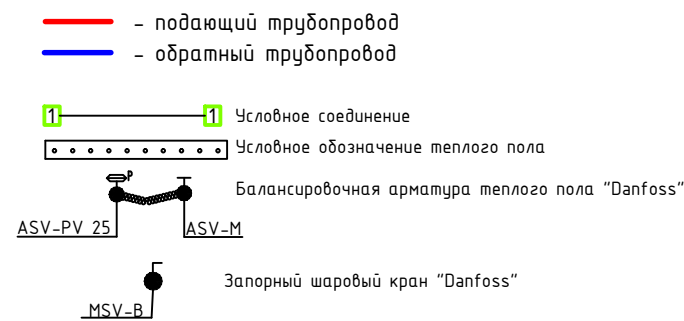 – подающий трубопровод
– обратный трубопровод
1 1 Условное соединение
Условное обозначение теплого пола
P
Балансировочная арматура теплого пола "Danfoss"
ASV-PV 25 ASV-M
Запорный шаровый кран "Danfoss"
MSV-B